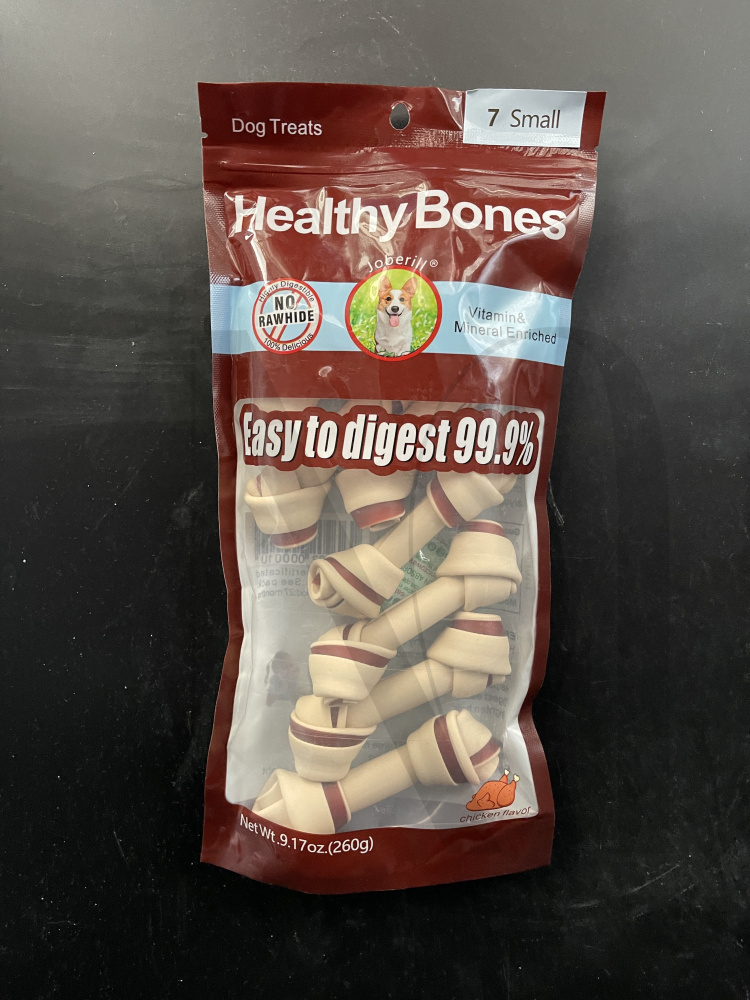 Dog Treats
7 Small
Healthy Bones
Joberill®
Highly Digestible
NO
RAWHIDE
100% Delicious
Vitamin&
Mineral Enriched
Easy to digest 99.9%
chicken flavor
Net Wt.9.17oz.(260g)